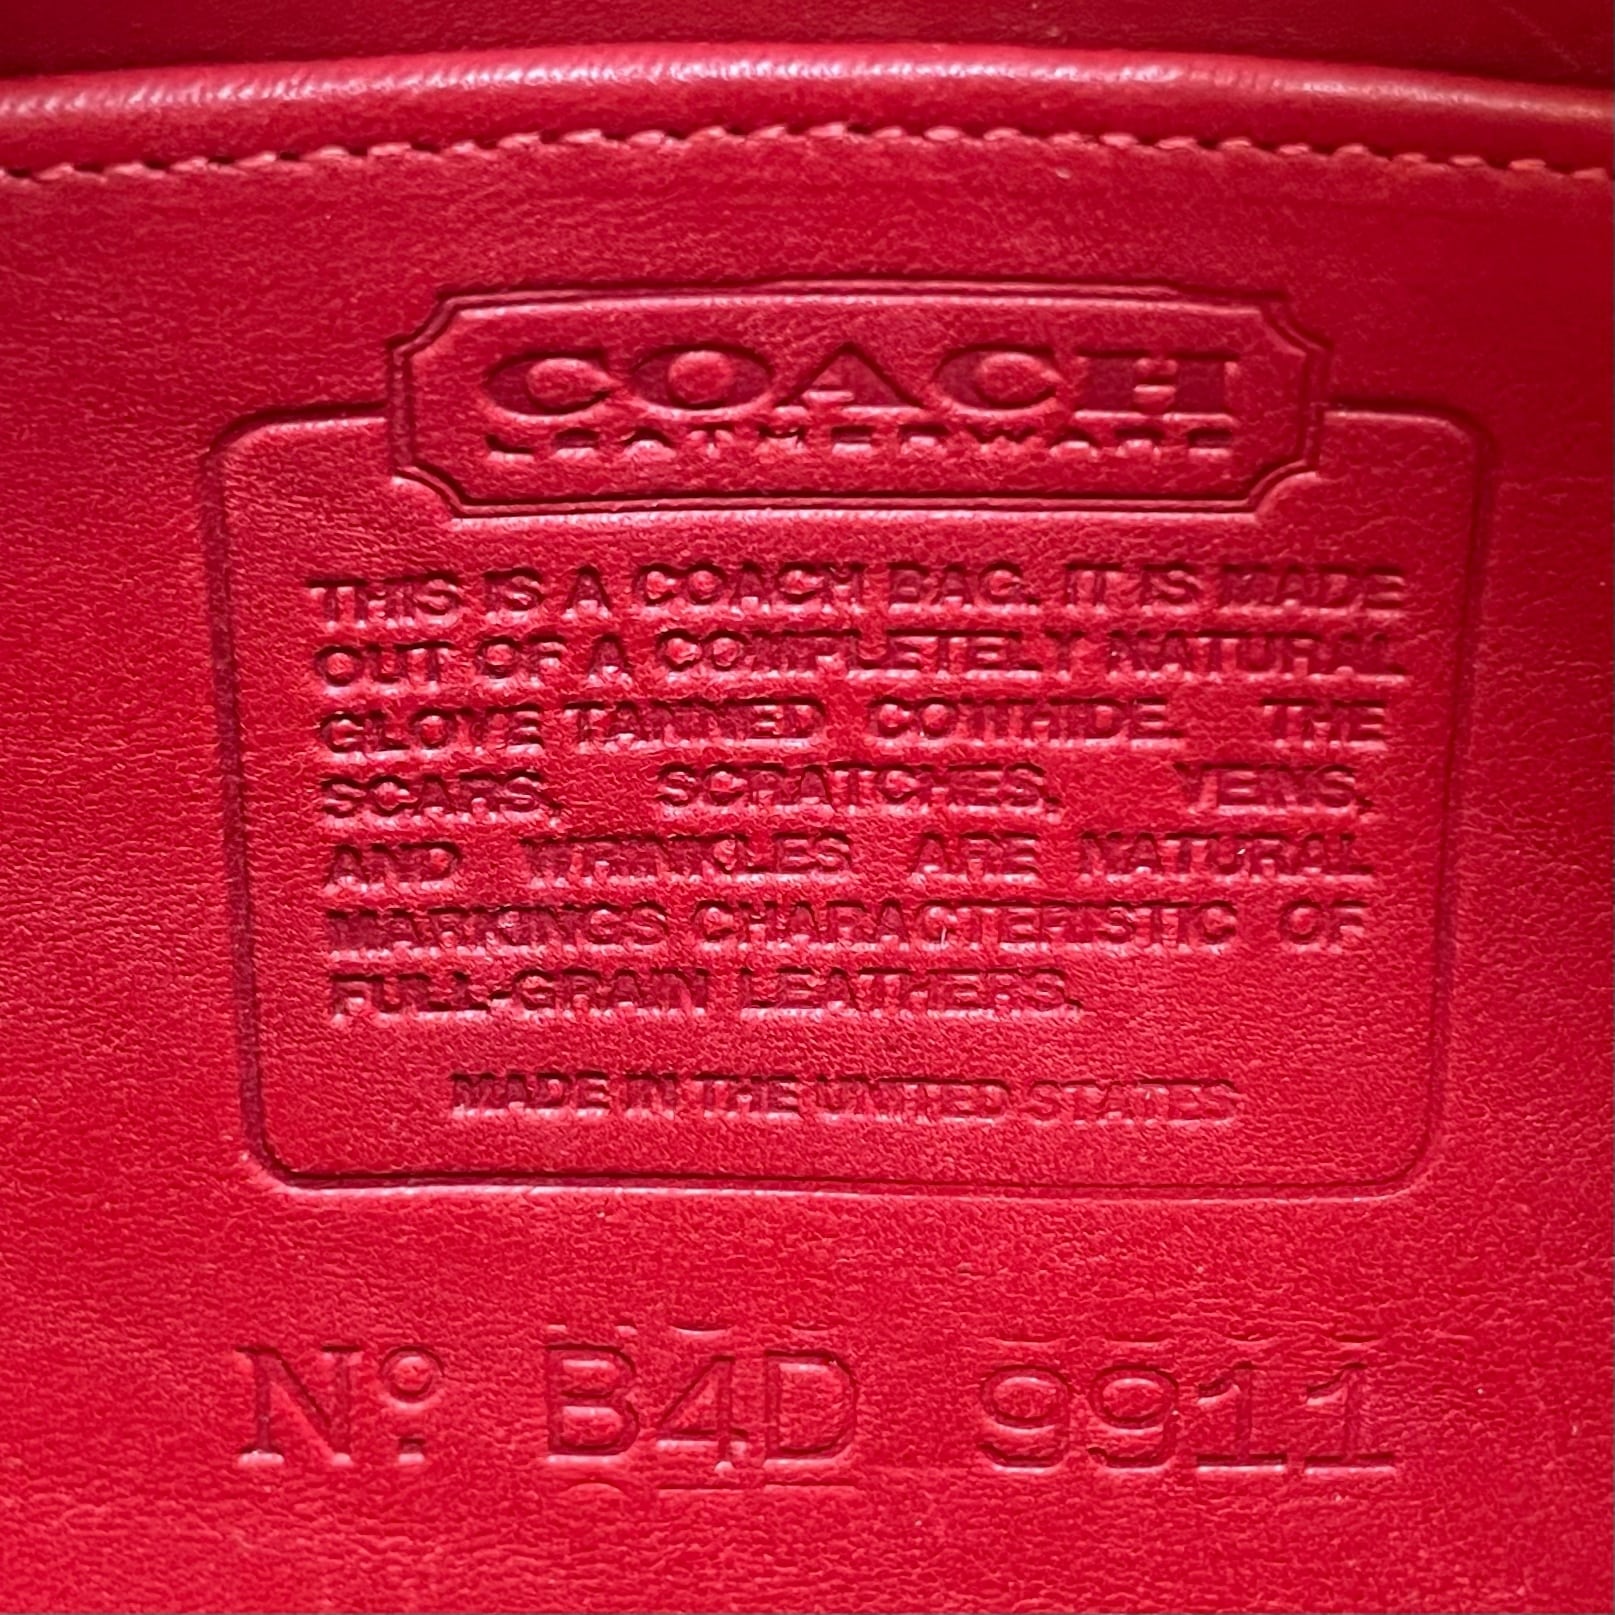 COACH
LEATHERWARE
THIS IS A COACH BAG. IT IS MADE
OUT OF A COMPLETELY NATURAL
GLOVE TANNED COWHIDE. THE
SCARS, SCRATCHES, VEINS,
AND WRINKLES ARE NATURAL
MARKINGS CHARACTERISTIC OF
FULL-GRAIN LEATHERS.
MADE IN THE UNITED STATES
Nº B4D 9911